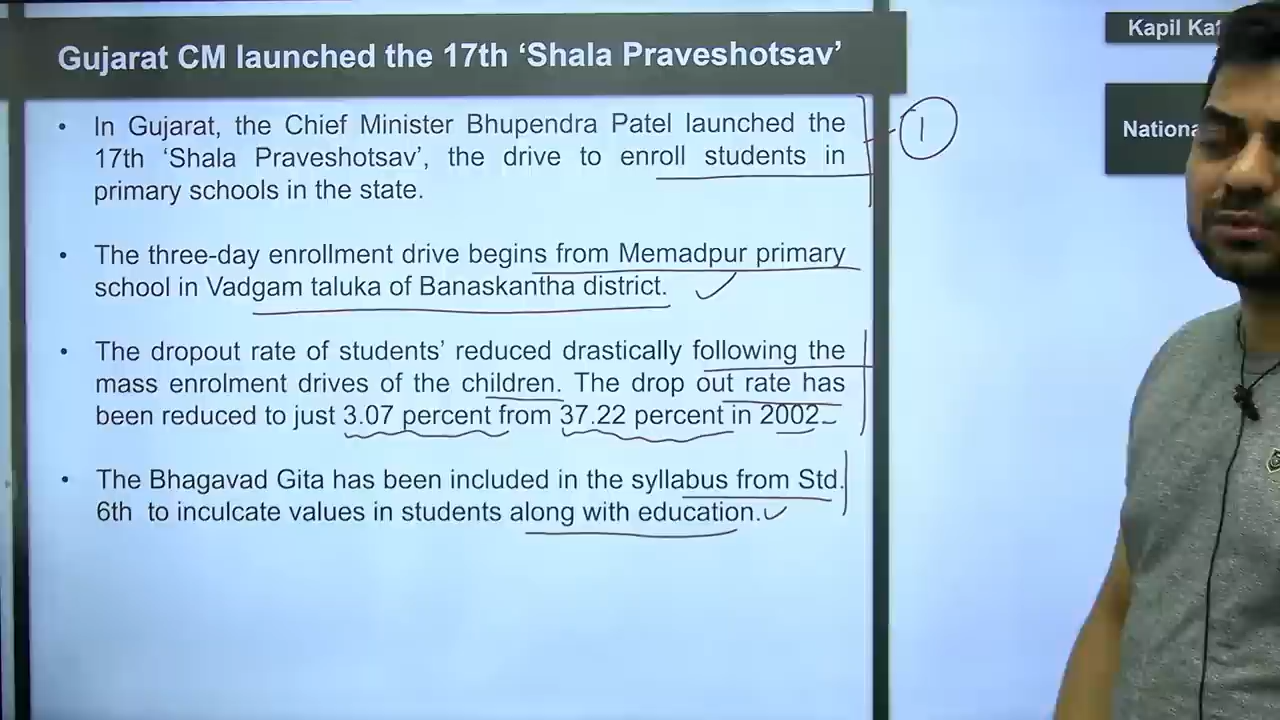 Gujarat CM launched the 17th ‘Shala Praveshotsav’
• In Gujarat, the Chief Minister Bhupendra Patel launched the
17th ‘Shala Praveshotsav’, the drive to enroll students in
primary schools in the state.
• The three-day enrollment drive begins from Memadpur primary
school in Vadgam taluka of Banaskantha district.
• The dropout rate of students’ reduced drastically following the
mass enrolment drives of the children. The drop out rate has
been reduced to just 3.07 percent from 37.22 percent in 2002
• The Bhagavad Gita has been included in the syllabus from Std.
6th to inculcate values in students along with education.
1
Kapil Kaf
Nationa